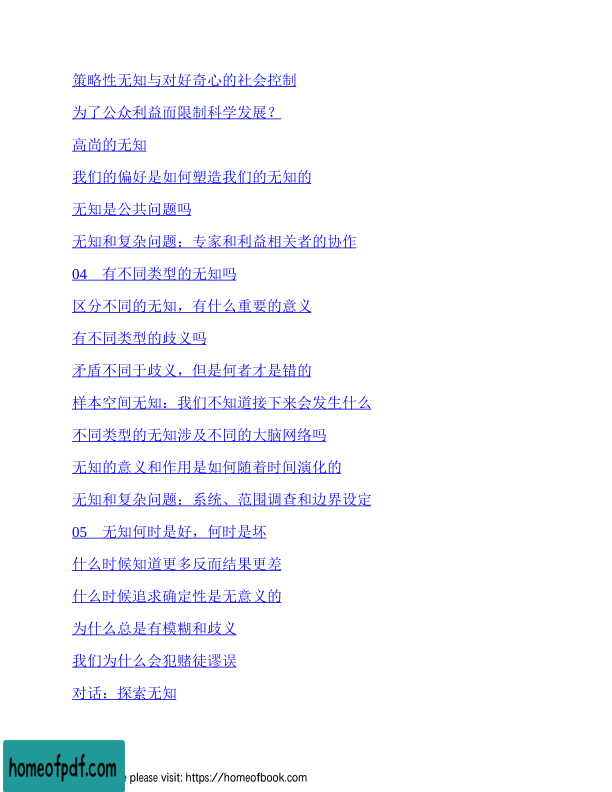 策略性无知与对好奇心的社会控制
为了公众利益而限制科学发展？
高尚的无知
我们的偏好是如何塑造我们的无知的
无知是公共问题吗
无知和复杂问题：专家和利益相关者的协作
04　有不同类型的无知吗
区分不同的无知，有什么重要的意义
有不同类型的歧义吗
矛盾不同于歧义，但是何者才是错的
样本空间无知：我们不知道接下来会发生什么
不同类型的无知涉及不同的大脑网络吗
无知的意义和作用是如何随着时间演化的
无知和复杂问题：系统、范围调查和边界设定
05　无知何时是好，何时是坏
什么时候知道更多反而结果更差
什么时候追求确定性是无意义的
为什么总是有模糊和歧义
我们为什么会犯赌徒谬误
对话：探索无知
homeofpdf.com
e please visit: https://homeofbook.com